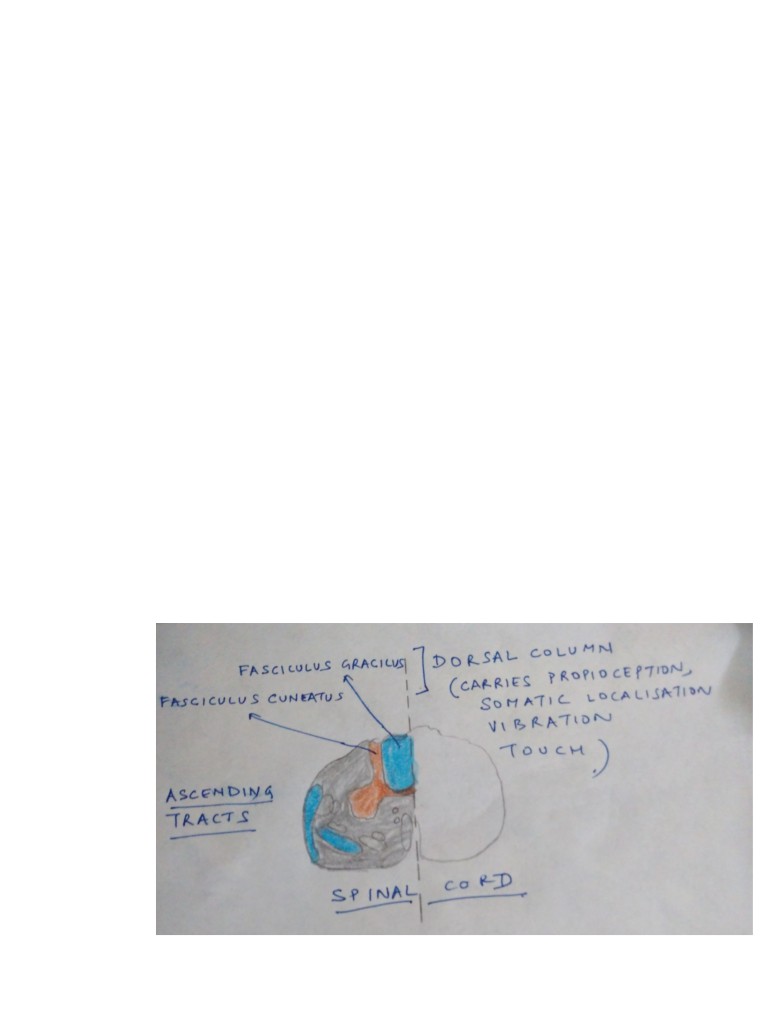 FASCICULUS GRACILUS
FASCICULUS CUNEATUS
DORSAL COLUMN
(CARRIES PROPIOCEPTION,
SOMATIC LOCALISATION
VIBRATION
TOUCH.)
ASCENDING
TRACTS
SPINAL CORD